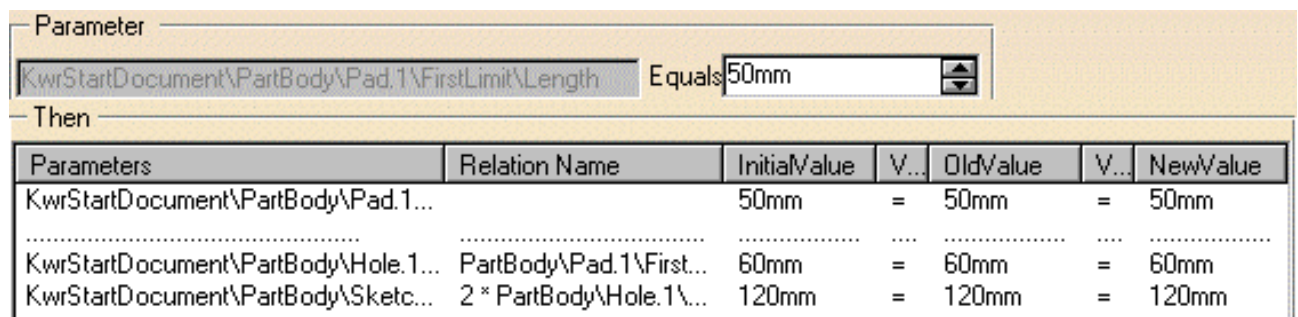 Parameter
KwrStartDocument\PartBody\Pad.1\FirstLimit\Length Equals 50mm
Then
Parameters Relation Name InitialValue V... OldValue V... NewValue
KwrStartDocument\PartBody\Pad.1... 50mm = 50mm = 50mm
KwrStartDocument\PartBody\Hole.1... PartBody\Pad.1\First... 60mm = 60mm = 60mm
KwrStartDocument\PartBody\Sketc... 2 * PartBody\Hole.1\... 120mm = 120mm = 120mm